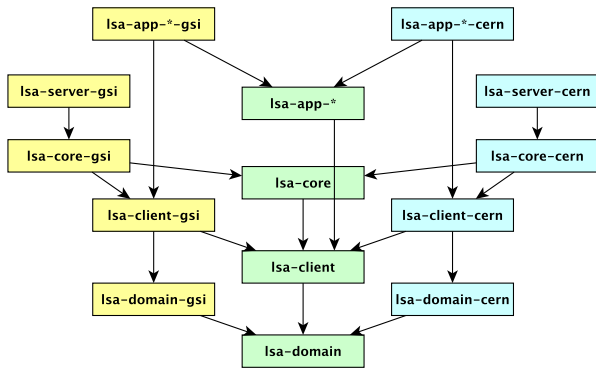 lsa-app-*-gsi
lsa-app-*-cern
lsa-server-gsi
lsa-app-*
lsa-server-cern
lsa-core-gsi
lsa-core-cern
lsa-core
lsa-client-gsi
lsa-client-cern
lsa-client
lsa-domain-gsi
lsa-domain-cern
lsa-domain